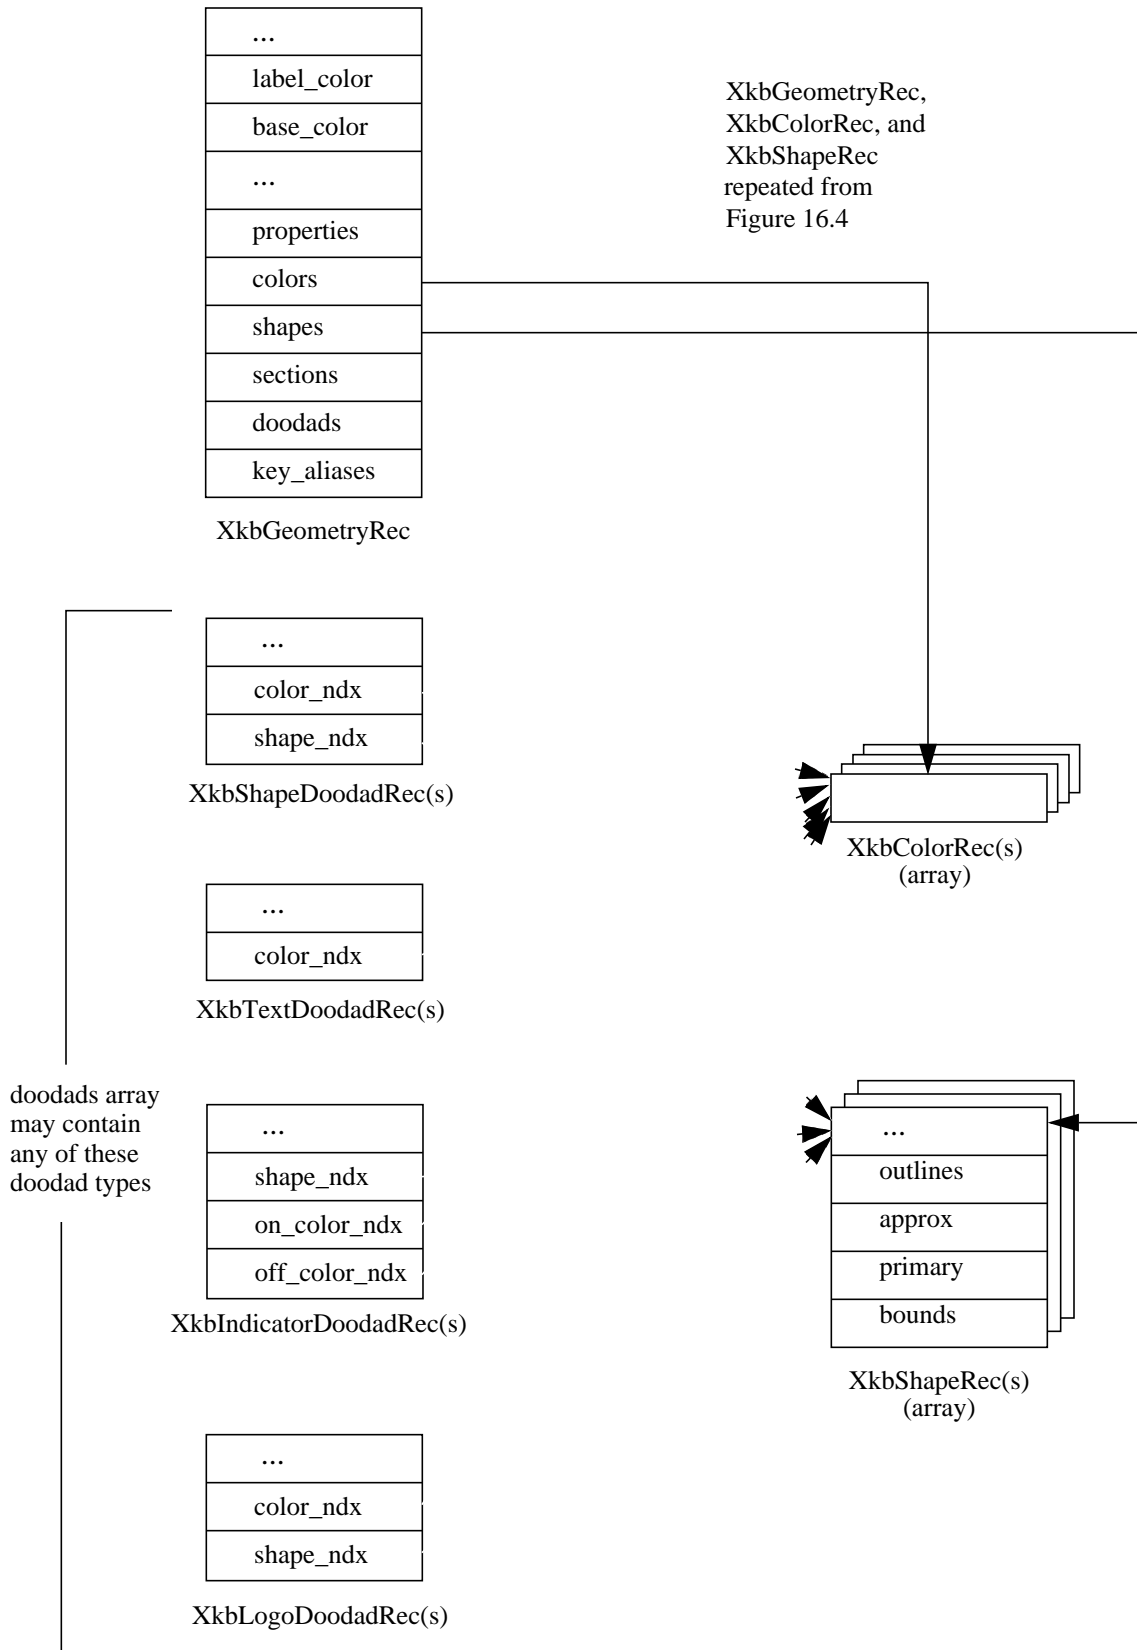 ...
label_color
base_color
...
properties
colors
shapes
sections
doodads
key_aliases
XkbGeometryRec
XkbGeometryRec,
XkbColorRec, and
XkbShapeRec
repeated from
Figure 16.4
...
color_ndx
shape_ndx
XkbShapeDoodadRec(s)
XkbColorRec(s)
(array)
...
color_ndx
XkbTextDoodadRec(s)
doodads array
may contain
any of these
doodad types
...
shape_ndx
on_color_ndx
off_color_ndx
XkbIndicatorDoodadRec(s)
...
outlines
approx
primary
bounds
XkbShapeRec(s)
(array)
...
color_ndx
shape_ndx
XkbLogoDoodadRec(s)